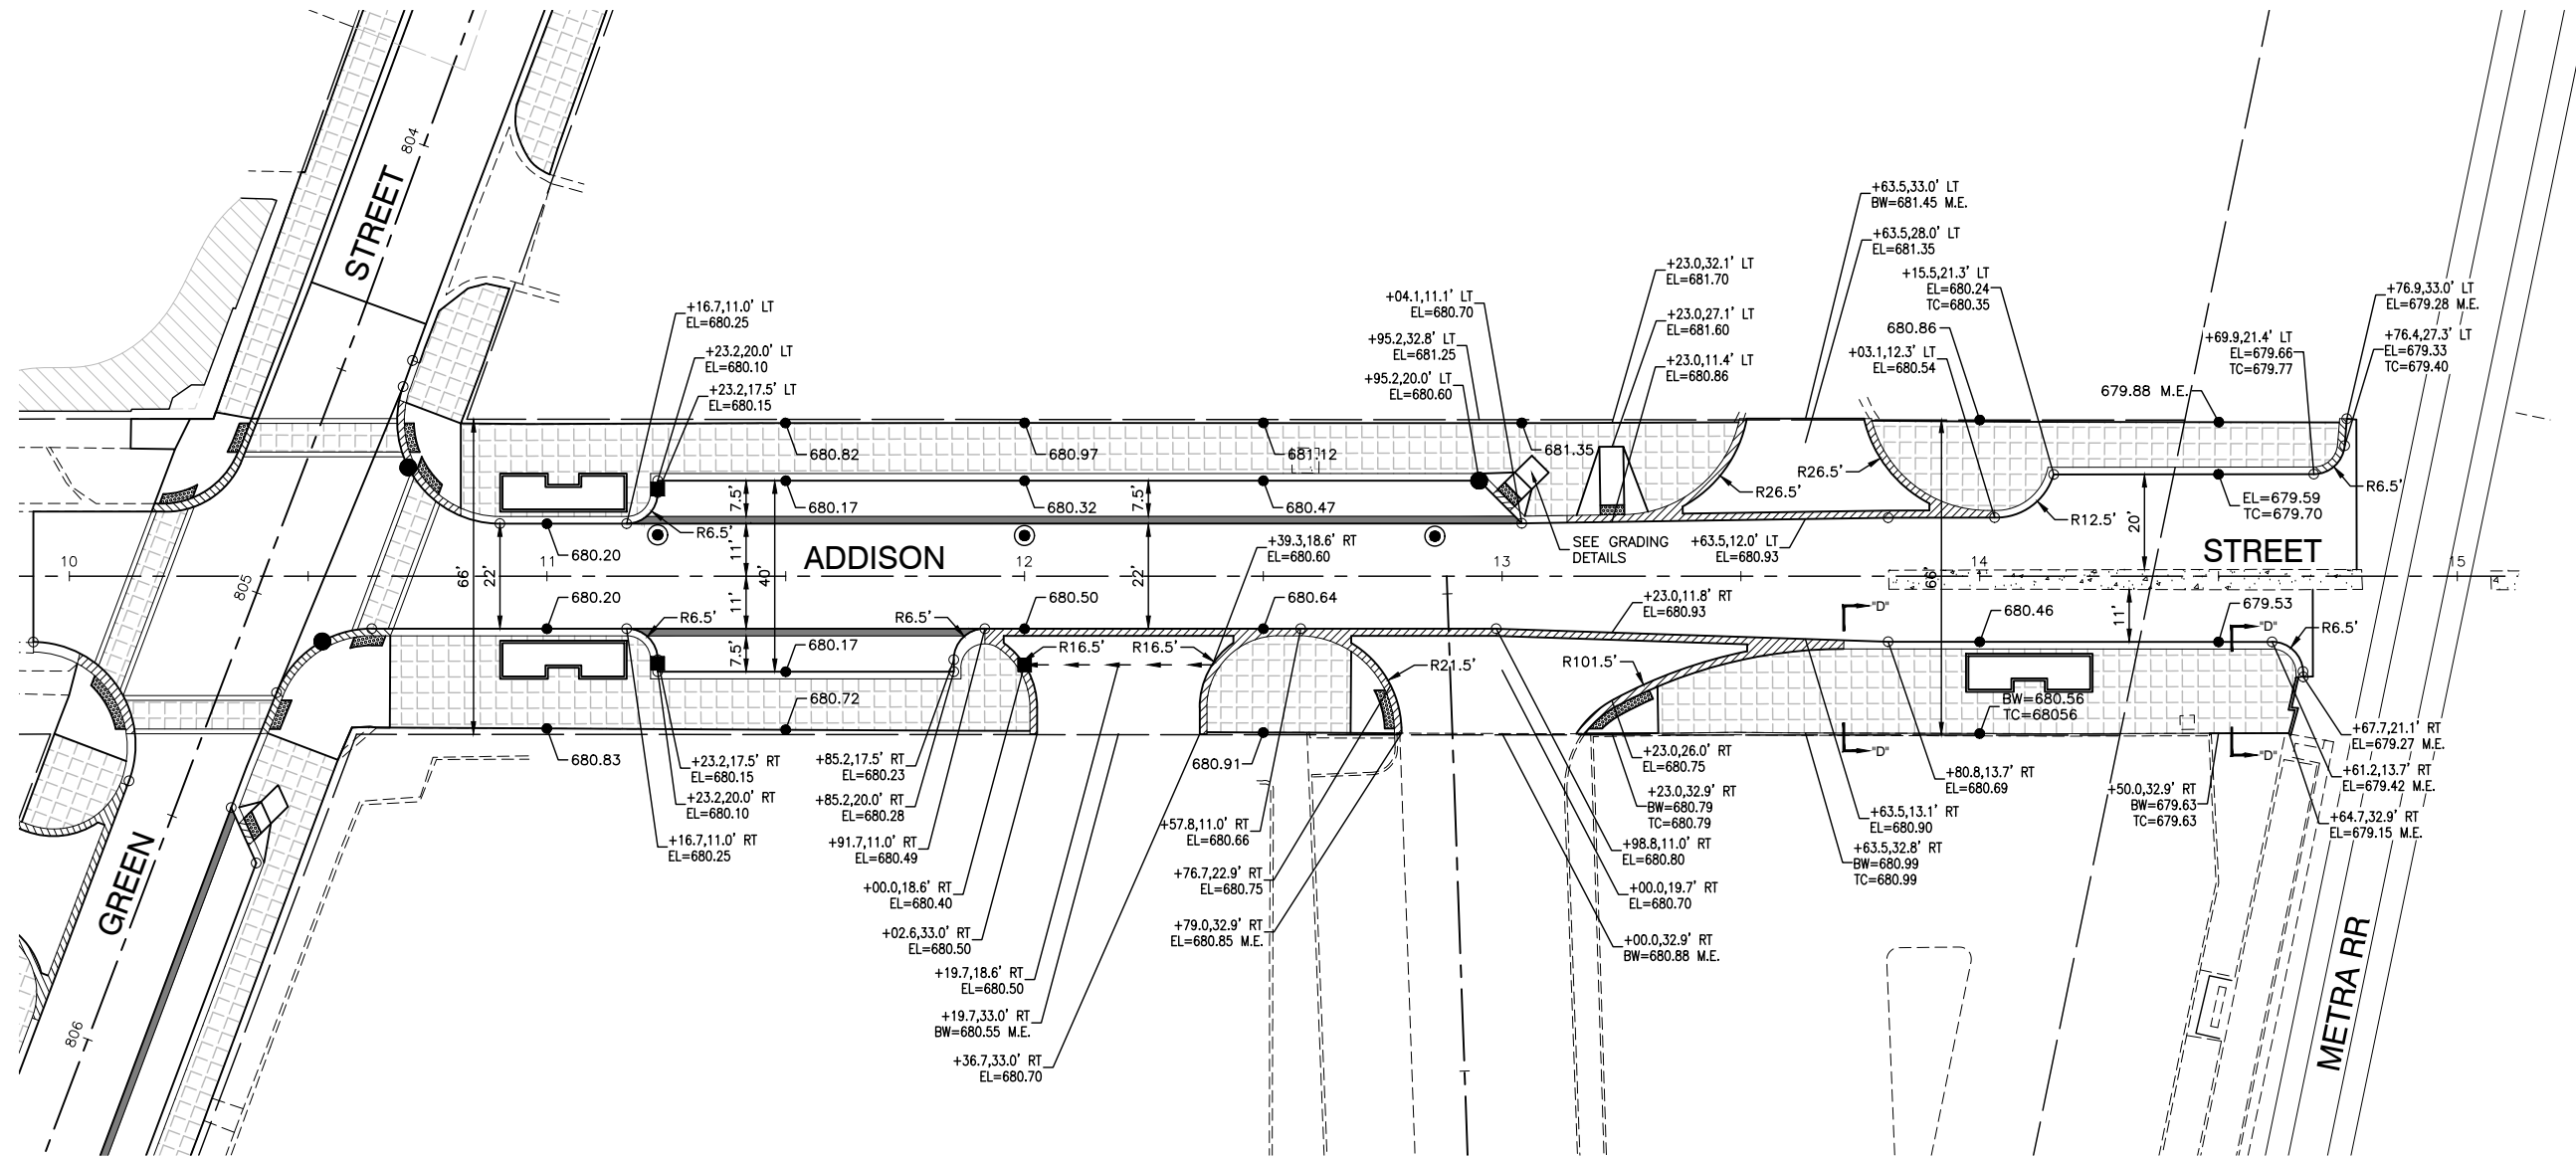 804
STREET
+63.5,33.0' LT
BW=681.45 M.E.
+63.5,28.0' LT
EL=681.35
+23.0,32.1' LT
EL=681.70
+15.5,21.3' LT
EL=680.24
TC=680.35
+76.9,33.0' LT
EL=679.28 M.E.
+04.1,11.1' LT
EL=680.70
+16.7,11.0' LT
EL=680.25
+23.0,27.1' LT
EL=681.60
680.86
+95.2,32.8' LT
EL=681.25
+69.9,21.4' LT
EL=679.66
TC=679.77
+76.4,27.3' LT
EL=679.33
TC=679.40
+23.2,20.0' LT
EL=680.10
+03.1,12.3' LT
EL=680.54
+23.0,11.4' LT
EL=680.86
+95.2,20.0' LT
EL=680.60
+23.2,17.5' LT
EL=680.15
679.88 M.E.
680.82
680.97
681.12
681.35
R26.5'
R26.5'
R6.5'
7.5'
7.5'
680.17
680.32
680.47
EL=679.59
TC=679.70
R12.5'
R6.5'
20'
680.20
11'
ADDISON
+39.3,18.6' RT
EL=680.60
SEE GRADING
DETAILS
+63.5,12.0' LT
EL=680.93
STREET
10
11
12
13
14
15
805
66'
22'
40'
22'
66'
11'
11'
680.20
680.50
680.64
+23.0,11.8' RT
EL=680.93
"D"
680.46
679.53
"D"
R6.5'
R6.5'
R6.5'
7.5'
680.17
R16.5'
R16.5'
R21.5'
R101.5'
680.72
BW=680.56
TC=68056
680.83
680.91
+23.2,17.5' RT
EL=680.15
+85.2,17.5' RT
EL=680.23
+23.0,26.0' RT
EL=680.75
"D"
"D"
+67.7,21.1' RT
EL=679.27 M.E.
+23.2,20.0' RT
EL=680.10
+85.2,20.0' RT
EL=680.28
+23.0,32.9' RT
BW=680.79
TC=680.79
+80.8,13.7' RT
EL=680.69
+50.0,32.9' RT
BW=679.63
TC=679.63
+61.2,13.7' RT
EL=679.42 M.E.
+16.7,11.0' RT
EL=680.25
+91.7,11.0' RT
EL=680.49
+57.8,11.0' RT
EL=680.66
+98.8,11.0' RT
EL=680.80
+63.5,13.1' RT
EL=680.90
+64.7,32.9' RT
EL=679.15 M.E.
+63.5,32.8' RT
BW=680.99
TC=680.99
+00.0,18.6' RT
EL=680.40
+76.7,22.9' RT
EL=680.75
+00.0,19.7' RT
EL=680.70
GREEN
+02.6,33.0' RT
EL=680.50
+79.0,32.9' RT
EL=680.85 M.E.
+00.0,32.9' RT
BW=680.88 M.E.
+19.7,18.6' RT
EL=680.50
+19.7,33.0' RT
BW=680.55 M.E.
METRA RR
806
+36.7,33.0' RT
EL=680.70